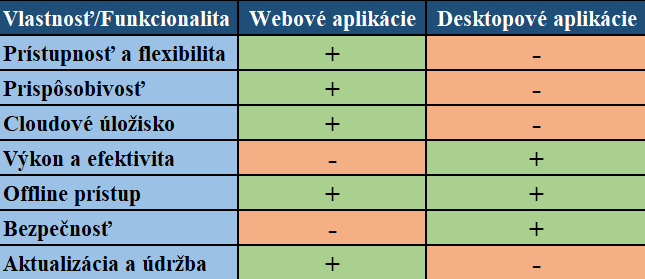 Vlastnosť/Funkcionalita Webové aplikácie Desktopové aplikácie
Prístupnosť a flexibilita + -
Prispôsobivosť + -
Cloudové úložisko + -
Výkon a efektivita - +
Offline prístup + +
Bezpečnosť - +
Aktualizácia a údržba + -